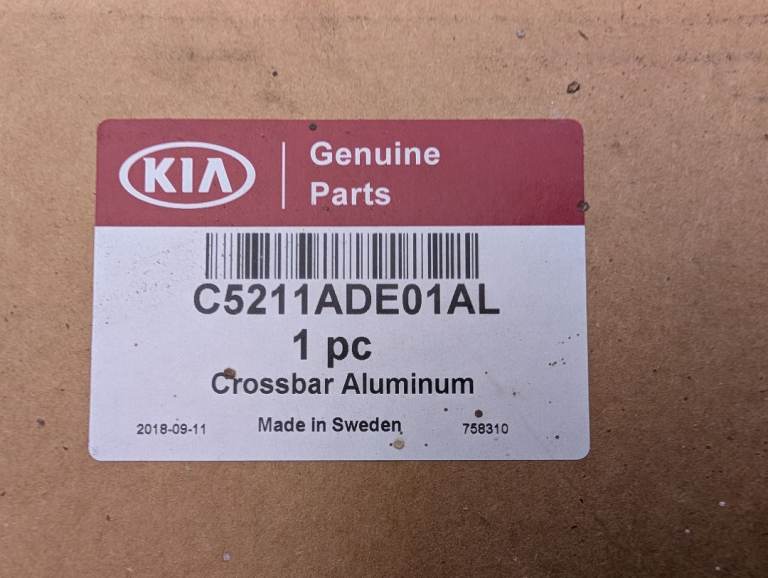 KIA
Genuine
Parts
C5211ADE01AL
1 pc
Crossbar Aluminum
2018-09-11 Made in Sweden 758310